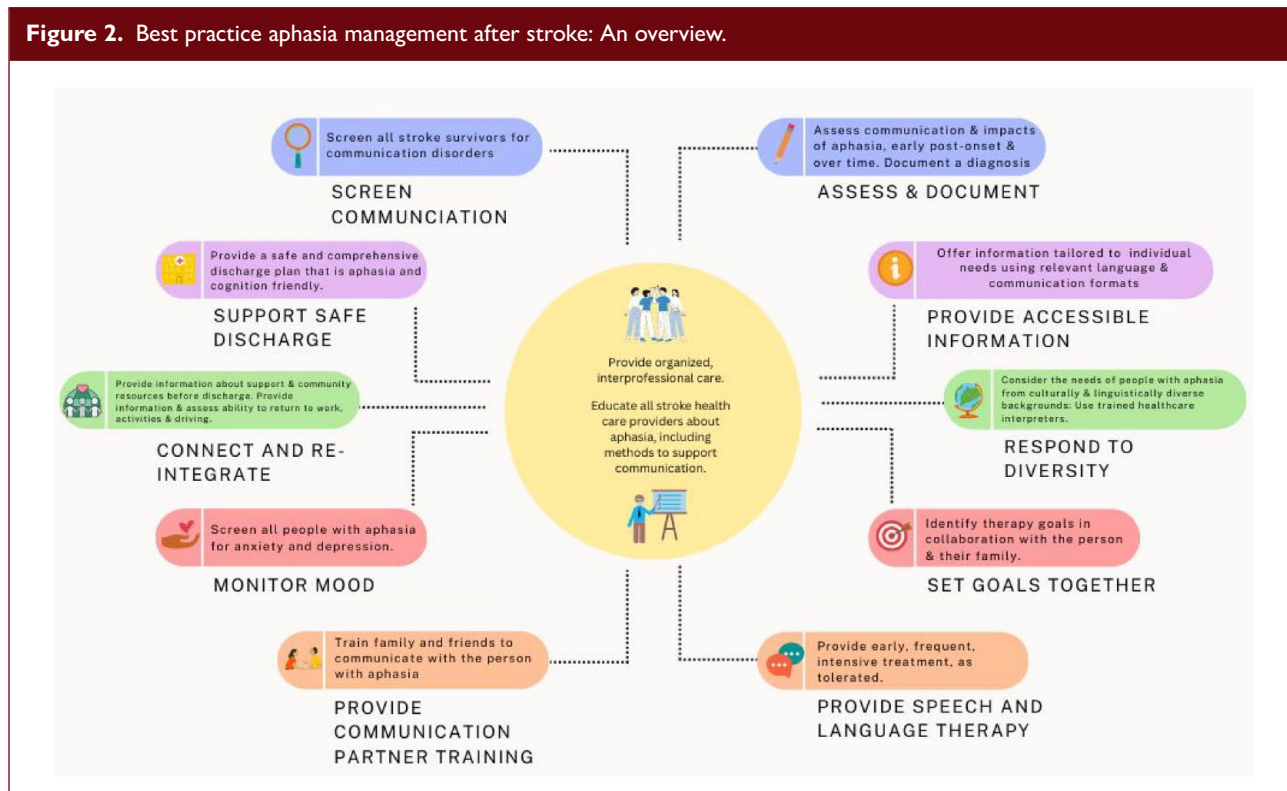 Figure 2. Best practice aphasia management after stroke: An overview.
Screen all stroke survivors for
communication disorders
SCREEN
COMMUNCIATION
Assess communication & impacts
of aphasia, early post-onset &
over time. Document a diagnosis
ASSESS & DOCUMENT
Provide a safe and comprehensive
discharge plan that is aphasia and
cognition friendly.
SUPPORT SAFE
DISCHARGE
Offer information tailored to individual
needs using relevant language &
communication formats
PROVIDE ACCESSIBLE
INFORMATION
Provide organized,
interprofessional care.
Educate all stroke health
care providers about
aphasia, including
methods to support
communication.
Provide information about support & community
resources before discharge. Provide
information & assess ability to return to work,
activities & driving.
CONNECT AND RE-
INTEGRATE
Consider the needs of people with aphasia
from culturally & linguistically diverse
backgrounds: Use trained healthcare
interpreters.
RESPOND TO
DIVERSITY
Screen all people with aphasia
for anxiety and depression.
MONITOR MOOD
Identify therapy goals in
collaboration with the person
& their family.
SET GOALS TOGETHER
Train family and friends to
communicate with the person
with aphasia
PROVIDE
COMMUNICATION
PARTNER TRAINING
Provide early, frequent,
intensive treatment, as
tolerated.
PROVIDE SPEECH AND
LANGUAGE THERAPY